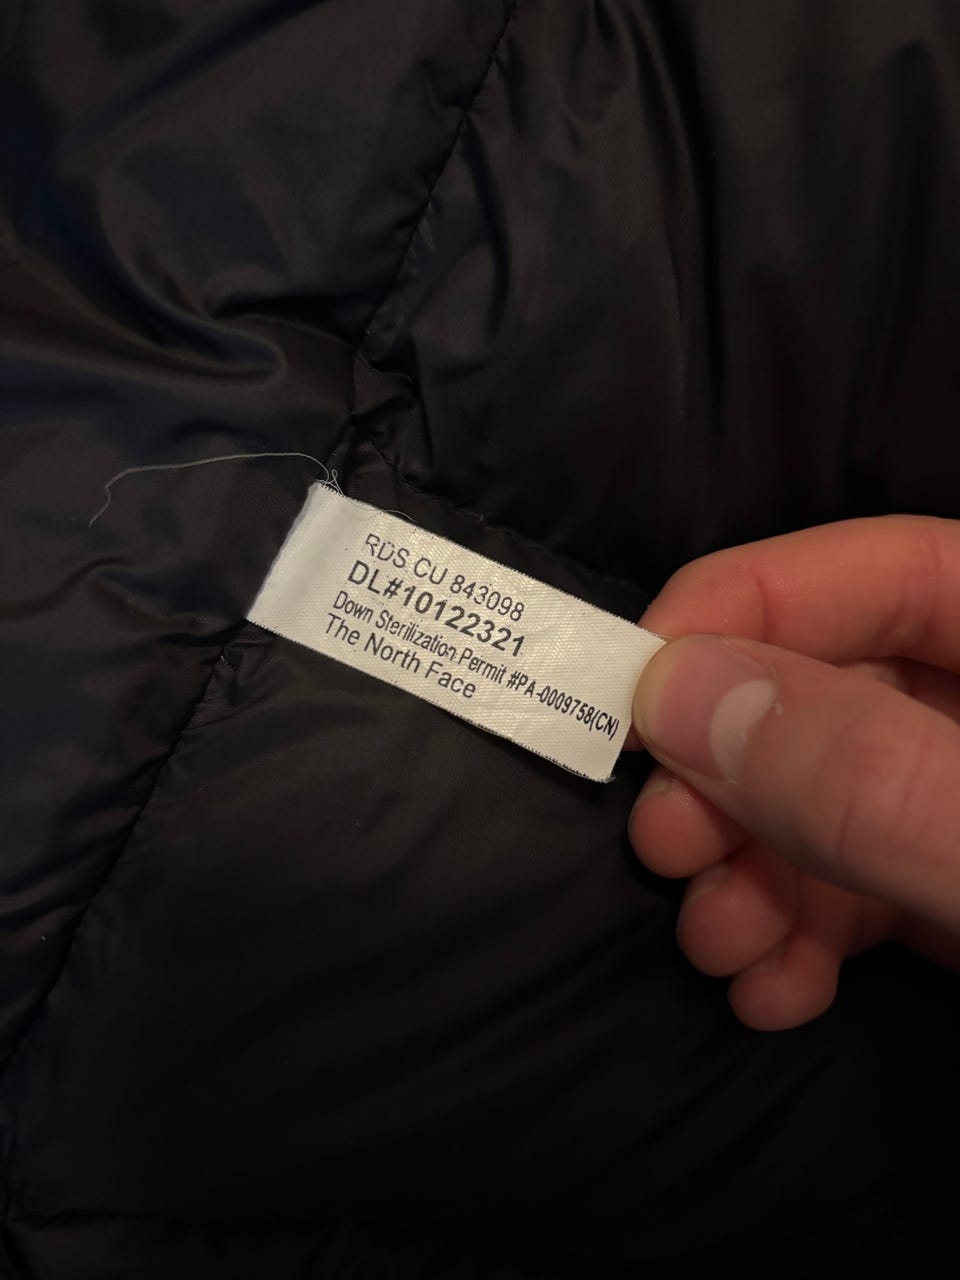 RDS CU 843098
DL#10122321
Down Sterilization Permit #PA-0009758(CN)
The North Face